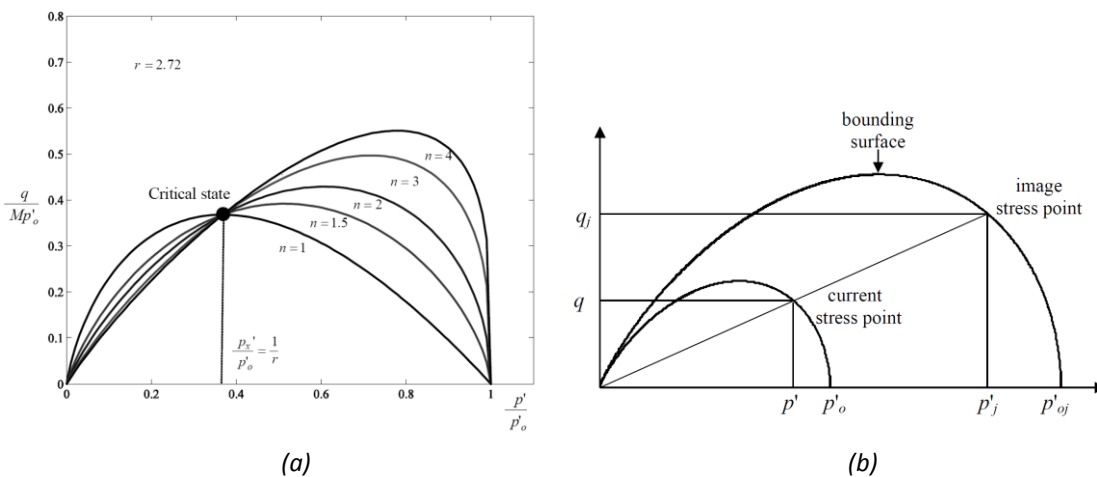 0.8
0.7
r = 2.72
0.6
0.5
n = 4
n = 3
Critical state
q
Mp'ₒ
0.4
n = 2
n = 1.5
0.3
n = 1
0.2
0.1
pₓ'
p'ₒ
= 1
r
0
0
0.2
0.4
0.6
0.8
1
p'
p'ₒ
(a)
bounding
surface
image
stress point
qⱼ
current
stress point
q
p'
p'ₒ
p'ⱼ
p'ₒⱼ
(b)